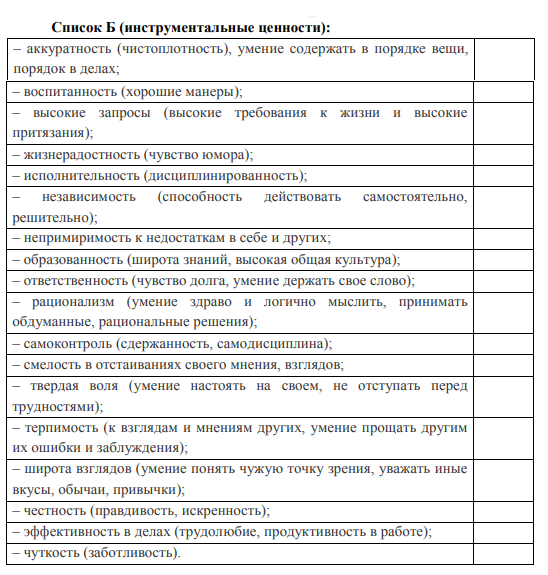 Список Б (инструментальные ценности):
– аккуратность (чистоплотность), умение содержать в порядке вещи,
порядок в делах;
– воспитанность (хорошие манеры);
– высокие запросы (высокие требования к жизни и высокие
притязания);
– жизнерадостность (чувство юмора);
– исполнительность (дисциплинированность);
– независимость (способность действовать самостоятельно,
решительно);
– непримиримость к недостаткам в себе и других;
– образованность (широта знаний, высокая общая культура);
– ответственность (чувство долга, умение держать свое слово);
– рационализм (умение здраво и логично мыслить, принимать
обдуманные, рациональные решения);
– самоконтроль (сдержанность, самодисциплина);
– смелость в отстаиваниях своего мнения, взглядов;
– твердая воля (умение настоять на своем, не отступать перед
трудностями);
– терпимость (к взглядам и мнениям других, умение прощать другим
их ошибки и заблуждения);
– широта взглядов (умение понять чужую точку зрения, уважать иные
вкусы, обычаи, привычки);
– честность (правдивость, искренность);
– эффективность в делах (трудолюбие, продуктивность в работе);
– чуткость (заботливость).